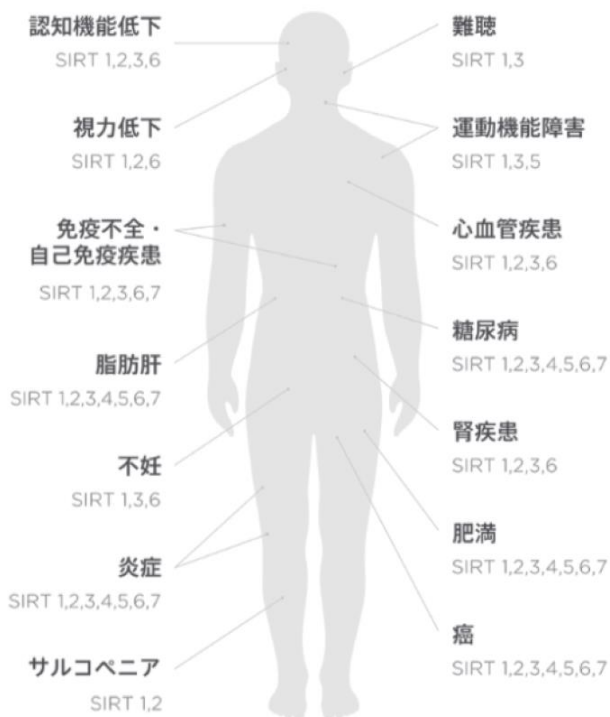 認知機能低下
SIRT 1,2,3,6
視力低下
SIRT 1,2,6
免疫不全・
自己免疫疾患
SIRT 1,2,3,6,7
脂肪肝
SIRT 1,2,3,4,5,6,7
不妊
SIRT 1,3,6
炎症
SIRT 1,2,3,4,5,6,7
サルコペニア
SIRT 1,2
難聴
SIRT 1,3
運動機能障害
SIRT 1,3,5
心血管疾患
SIRT 1,2,3,6
糖尿病
SIRT 1,2,3,4,5,6,7
腎疾患
SIRT 1,2,3,6
肥満
SIRT 1,2,3,4,5,6,7
癌
SIRT 1,2,3,4,5,6,7